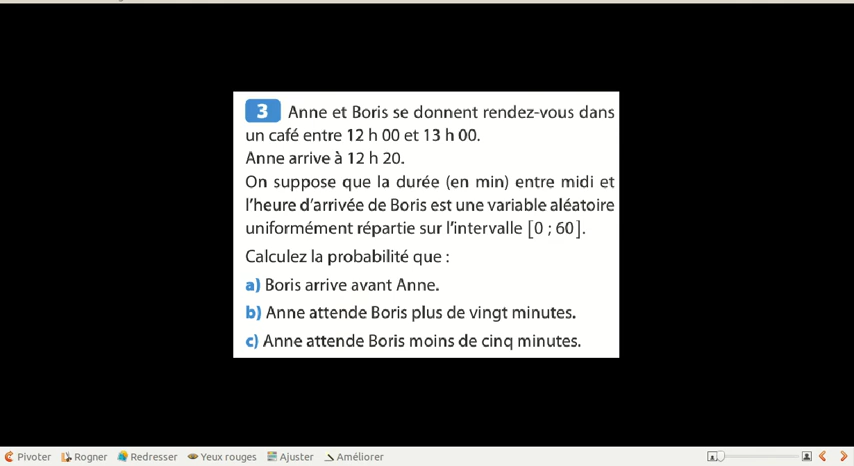 3 Anne et Boris se donnent rendez-vous dans
un café entre 12 h 00 et 13 h 00.
Anne arrive à 12 h 20.
On suppose que la durée (en min) entre midi et
l'heure d'arrivée de Boris est une variable aléatoire
uniformément répartie sur l'intervalle [0 ; 60].
Calculez la probabilité que :
a) Boris arrive avant Anne.
b) Anne attende Boris plus de vingt minutes.
c) Anne attende Boris moins de cinq minutes.
Pivoter Rogner Redresser Yeux rouges Ajuster Améliorer